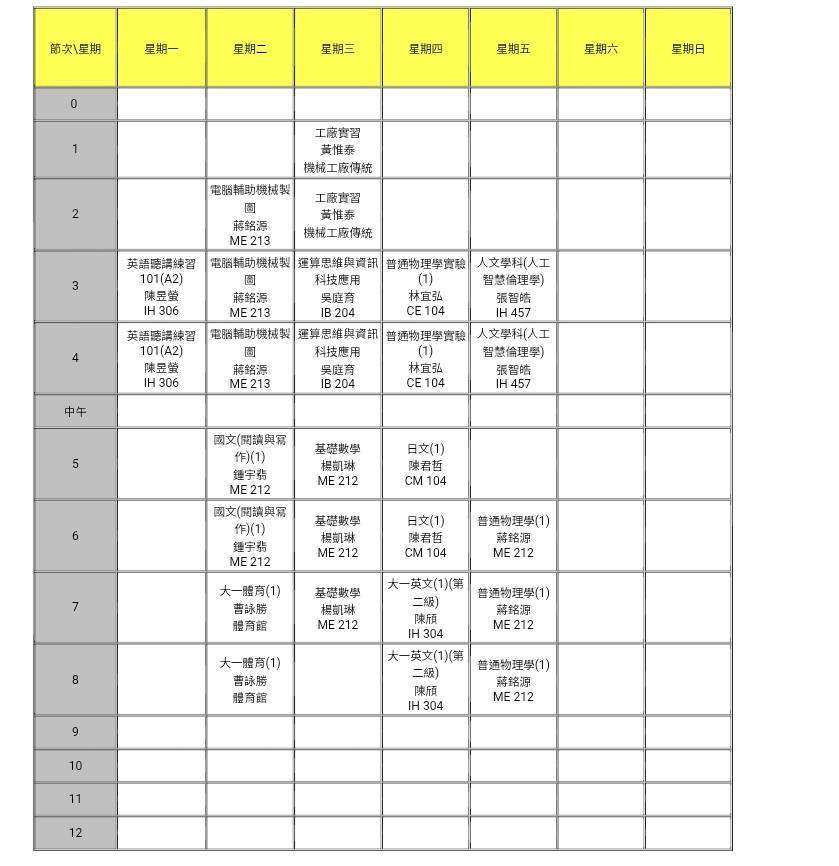 節次\星期 星期一 星期二 星期三 星期四 星期五 星期六 星期日
0
1
工廠實習
黃惟泰
機械工廠傳統
2
電腦輔助機械製
圖
蔣銘源
ME 213
工廠實習
黃惟泰
機械工廠傳統
3
英語聽講練習
101(A2)
陳昱螢
IH 306
電腦輔助機械製
圖
蔣銘源
ME 213
運算思維與資訊
科技應用
吳庭育
IB 204
普通物理學實驗
(1)
林宜弘
CE 104
人文學科(人工
智慧倫理學)
張智皓
IH 457
4
英語聽講練習
101(A2)
陳昱螢
IH 306
電腦輔助機械製
圖
蔣銘源
ME 213
運算思維與資訊
科技應用
吳庭育
IB 204
普通物理學實驗
(1)
林宜弘
CE 104
人文學科(人工
智慧倫理學)
張智皓
IH 457
中午
5
國文(閱讀與寫
作)(1)
鍾宇翡
ME 212
基礎數學
楊凱琳
ME 212
日文(1)
陳君哲
CM 104
6
國文(閱讀與寫
作)(1)
鍾宇翡
ME 212
基礎數學
楊凱琳
ME 212
日文(1)
陳君哲
CM 104
普通物理學(1)
蔣銘源
ME 212
7
大一體育(1)
曹詠勝
體育館
基礎數學
楊凱琳
ME 212
大一英文(1)(第
二級)
陳頎
IH 304
普通物理學(1)
蔣銘源
ME 212
8
大一體育(1)
曹詠勝
體育館
大一英文(1)(第
二級)
陳頎
IH 304
普通物理學(1)
蔣銘源
ME 212
9
10
11
12